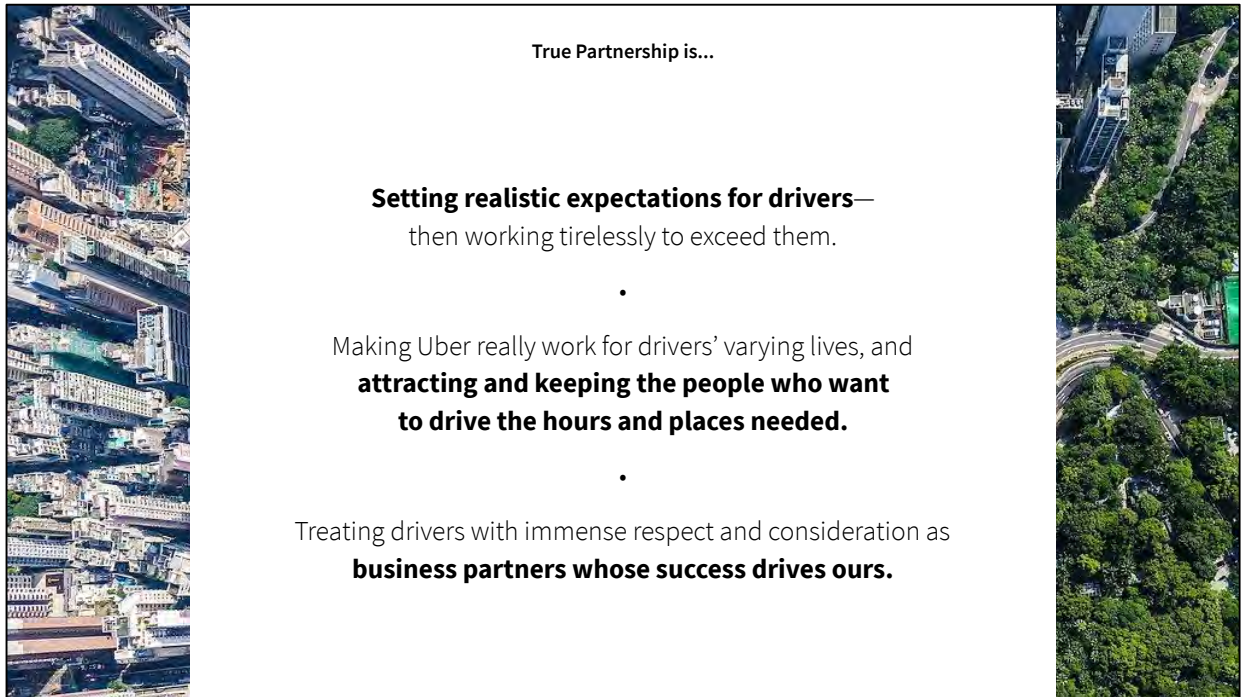 True Partnership is...
Setting realistic expectations for drivers—
then working tirelessly to exceed them.
•
Making Uber really work for drivers’ varying lives, and
attracting and keeping the people who want
to drive the hours and places needed.
•
Treating drivers with immense respect and consideration as
business partners whose success drives ours.